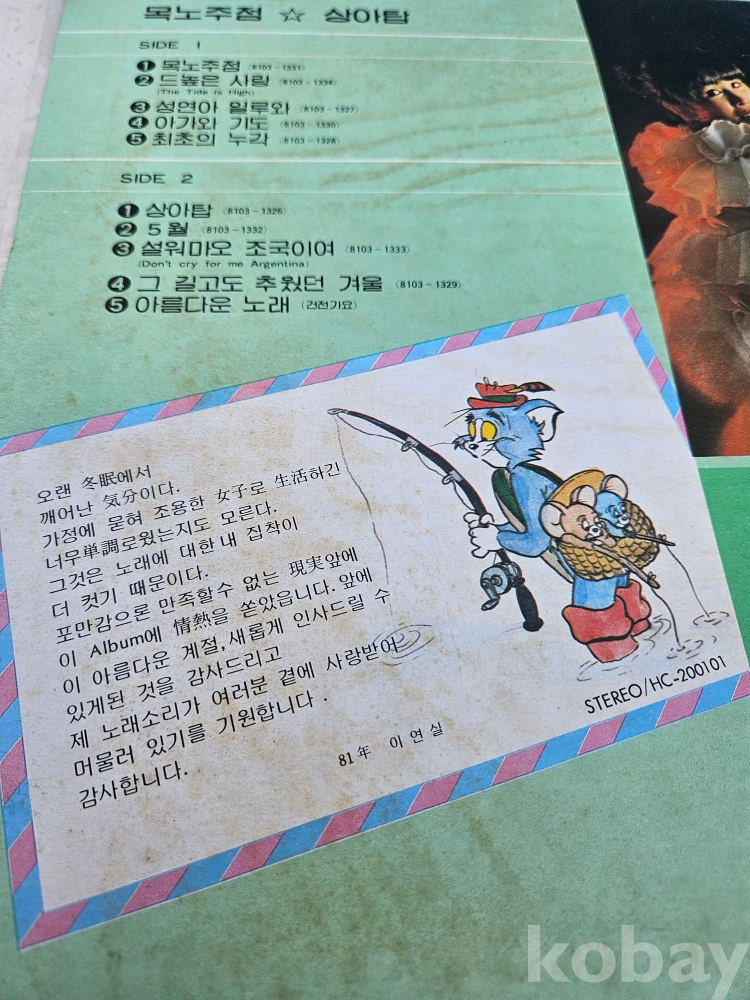 목노주점 ☆ 상아탑
SIDE 1
❶ 목노주점 (8103-1331)
❷ 드높은 사랑 (8103-1334)
(The Tide Is High)
❸ 성연아 일루와 (8103-1327)
❹ 아가와 기도 (8103-1330)
❺ 최초의 누각 (8103-1328)
SIDE 2
❶ 상아탑 (8103-1326)
❷ 5월 (8103-1332)
❸ 설워마오 조국이여 (8103-1333)
(Don't cry for me Argentina)
❹ 그 길고도 추웠던 겨울 (8103-1329)
❺ 아름다운 노래 (건전가요)
오랜 冬眠에서
깨어난 気分이다.
가정에 묻혀 조용한 女子로 生活하긴
너무単調로웠는지도 모른다.
그것은 노래에 대한 내 집착이
더 컷기 때문이다.
포만감으론 만족할수 없는 現実앞에
이 Album에 情熱을 쏟았읍니다. 앞에
이 아름다운 계절, 새롭게 인사드릴 수
있게된 것을 감사드리고
제 노래소리가 여러분 곁에 사랑받여
머물러 있기를 기원합니다.
감사합니다.
81年 이연실
STEREO/HC-200101
kobay